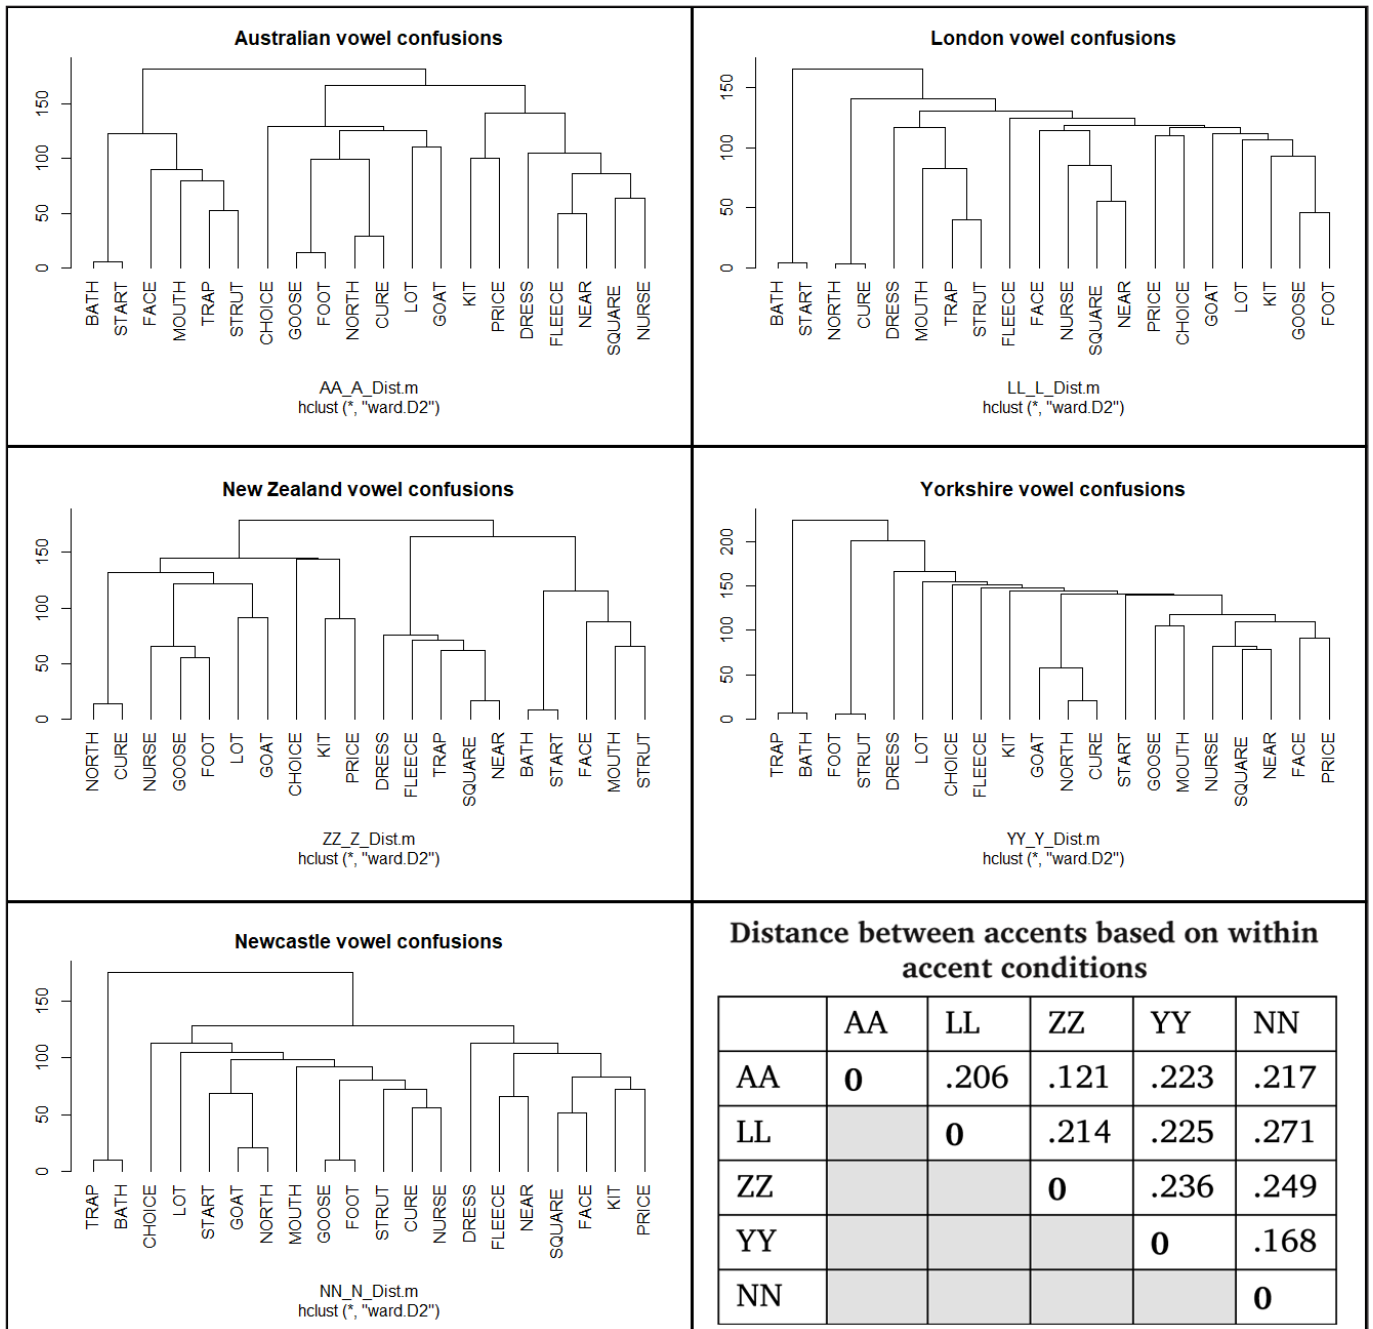 Australian vowel confusions
0 50 100 150
BATH START FACE MOUTH TRAP STRUT CHOICE GOOSE FOOT NORTH CURE LOT GOAT KIT PRICE DRESS FLEECE NEAR SQUARE NURSE
AA_A_Dist.m
hclust (*, "ward.D2")
London vowel confusions
0 50 100 150
BATH START NORTH CURE DRESS MOUTH TRAP STRUT FLEECE FACE NURSE SQUARE NEAR PRICE CHOICE GOAT LOT KIT GOOSE FOOT
LL_L_Dist.m
hclust (*, "ward.D2")
New Zealand vowel confusions
0 50 100 150
NORTH CURE NURSE GOOSE FOOT LOT GOAT CHOICE KIT PRICE DRESS FLEECE TRAP SQUARE NEAR BATH START FACE MOUTH STRUT
ZZ_Z_Dist.m
hclust (*, "ward.D2")
Yorkshire vowel confusions
0 50 100 150 200
TRAP BATH FOOT STRUT DRESS LOT CHOICE FLEECE KIT GOAT NORTH CURE START GOOSE MOUTH NURSE SQUARE NEAR FACE PRICE
YY_Y_Dist.m
hclust (*, "ward.D2")
Newcastle vowel confusions
0 50 100 150
TRAP BATH CHOICE LOT START GOAT NORTH MOUTH GOOSE FOOT STRUT CURE NURSE DRESS FLEECE NEAR SQUARE FACE KIT PRICE
NN_N_Dist.m
hclust (*, "ward.D2")
Distance between accents based on within
accent conditions
AA LL ZZ YY NN
AA 0 .206 .121 .223 .217
LL 0 .214 .225 .271
ZZ 0 .236 .249
YY 0 .168
NN 0